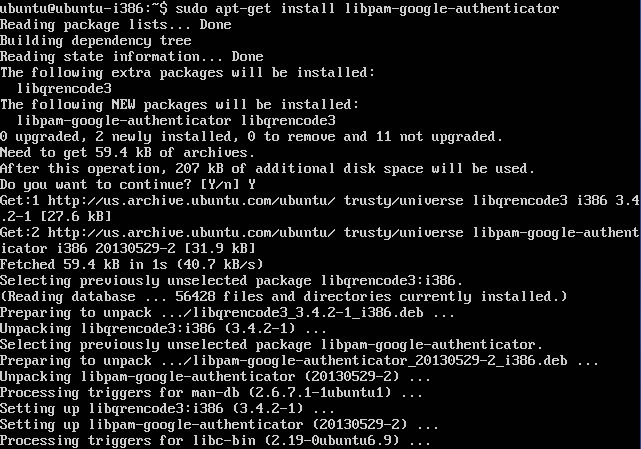 ubuntu@ubuntu-i386:~$ sudo apt-get install libpam-google-authenticator
Reading package lists... Done
Building dependency tree
Reading state information... Done
The following extra packages will be installed:
  libqrencode3
The following NEW packages will be installed:
  libpam-google-authenticator libqrencode3
0 upgraded, 2 newly installed, 0 to remove and 11 not upgraded.
Need to get 59.4 kB of archives.
After this operation, 207 kB of additional disk space will be used.
Do you want to continue? [Y/n] Y
Get:1 http://us.archive.ubuntu.com/ubuntu/ trusty/universe libqrencode3 i386 3.4
.2-1 [27.6 kB]
Get:2 http://us.archive.ubuntu.com/ubuntu/ trusty/universe libpam-google-authent
icator i386 20130529-2 [31.9 kB]
Fetched 59.4 kB in 1s (40.7 kB/s)
Selecting previously unselected package libqrencode3:i386.
(Reading database ... 56428 files and directories currently installed.)
Preparing to unpack .../libqrencode3_3.4.2-1_i386.deb ...
Unpacking libqrencode3:i386 (3.4.2-1) ...
Selecting previously unselected package libpam-google-authenticator.
Preparing to unpack .../libpam-google-authenticator_20130529-2_i386.deb ...
Unpacking libpam-google-authenticator (20130529-2) ...
Processing triggers for man-db (2.6.7.1-1ubuntu1) ...
Setting up libqrencode3:i386 (3.4.2-1) ...
Setting up libpam-google-authenticator (20130529-2) ...
Processing triggers for libc-bin (2.19-0ubuntu6.9) ...